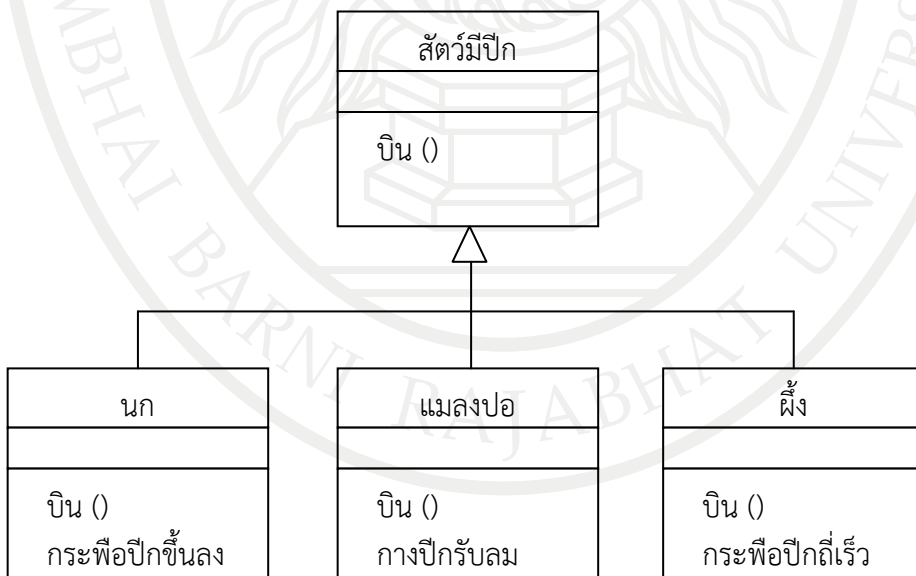 สัตว์มีปีก
บิน ()
นก
แมลงปอ
ผึ้ง
บิน ()
กระพือปีกขึ้นลง
บิน ()
กางปีกรับลม
บิน ()
กระพือปีกถี่เร็ว
BARNI RAJABHAT